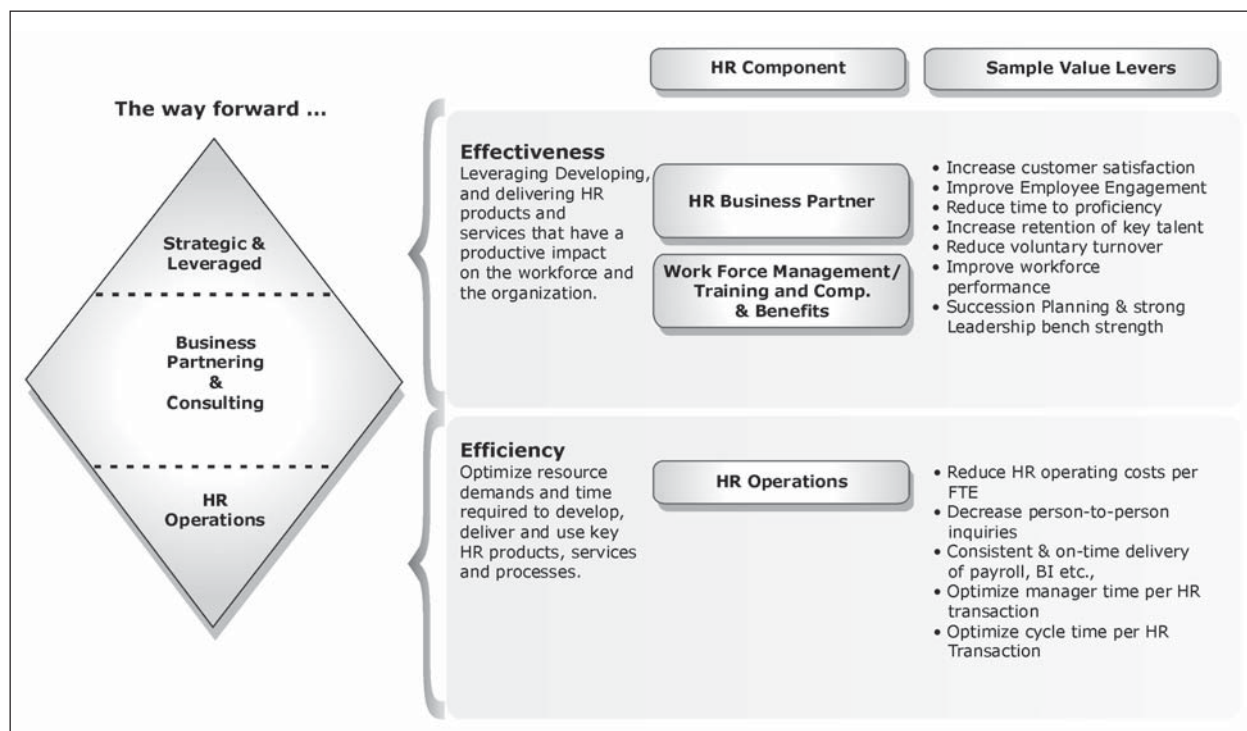 HR Component
Sample Value Levers
The way forward ...
Strategic &
Leveraged
Business
Partnering
&
Consulting
HR
Operations
Effectiveness
Leveraging Developing,
and delivering HR
products and
services that have a
productive impact
on the workforce and
the organization.
HR Business Partner
Work Force Management/
Training and Comp.
& Benefits
• Increase customer satisfaction
• Improve Employee Engagement
• Reduce time to proficiency
• Increase retention of key talent
• Reduce voluntary turnover
• Improve workforce
performance
• Succession Planning & strong
Leadership bench strength
Efficiency
Optimize resource
demands and time
required to develop,
deliver and use key
HR products, services
and processes.
HR Operations
• Reduce HR operating costs per
FTE
• Decrease person-to-person
inquiries
• Consistent & on-time delivery
of payroll, BI etc.,
• Optimize manager time per HR
transaction
• Optimize cycle time per HR
Transaction